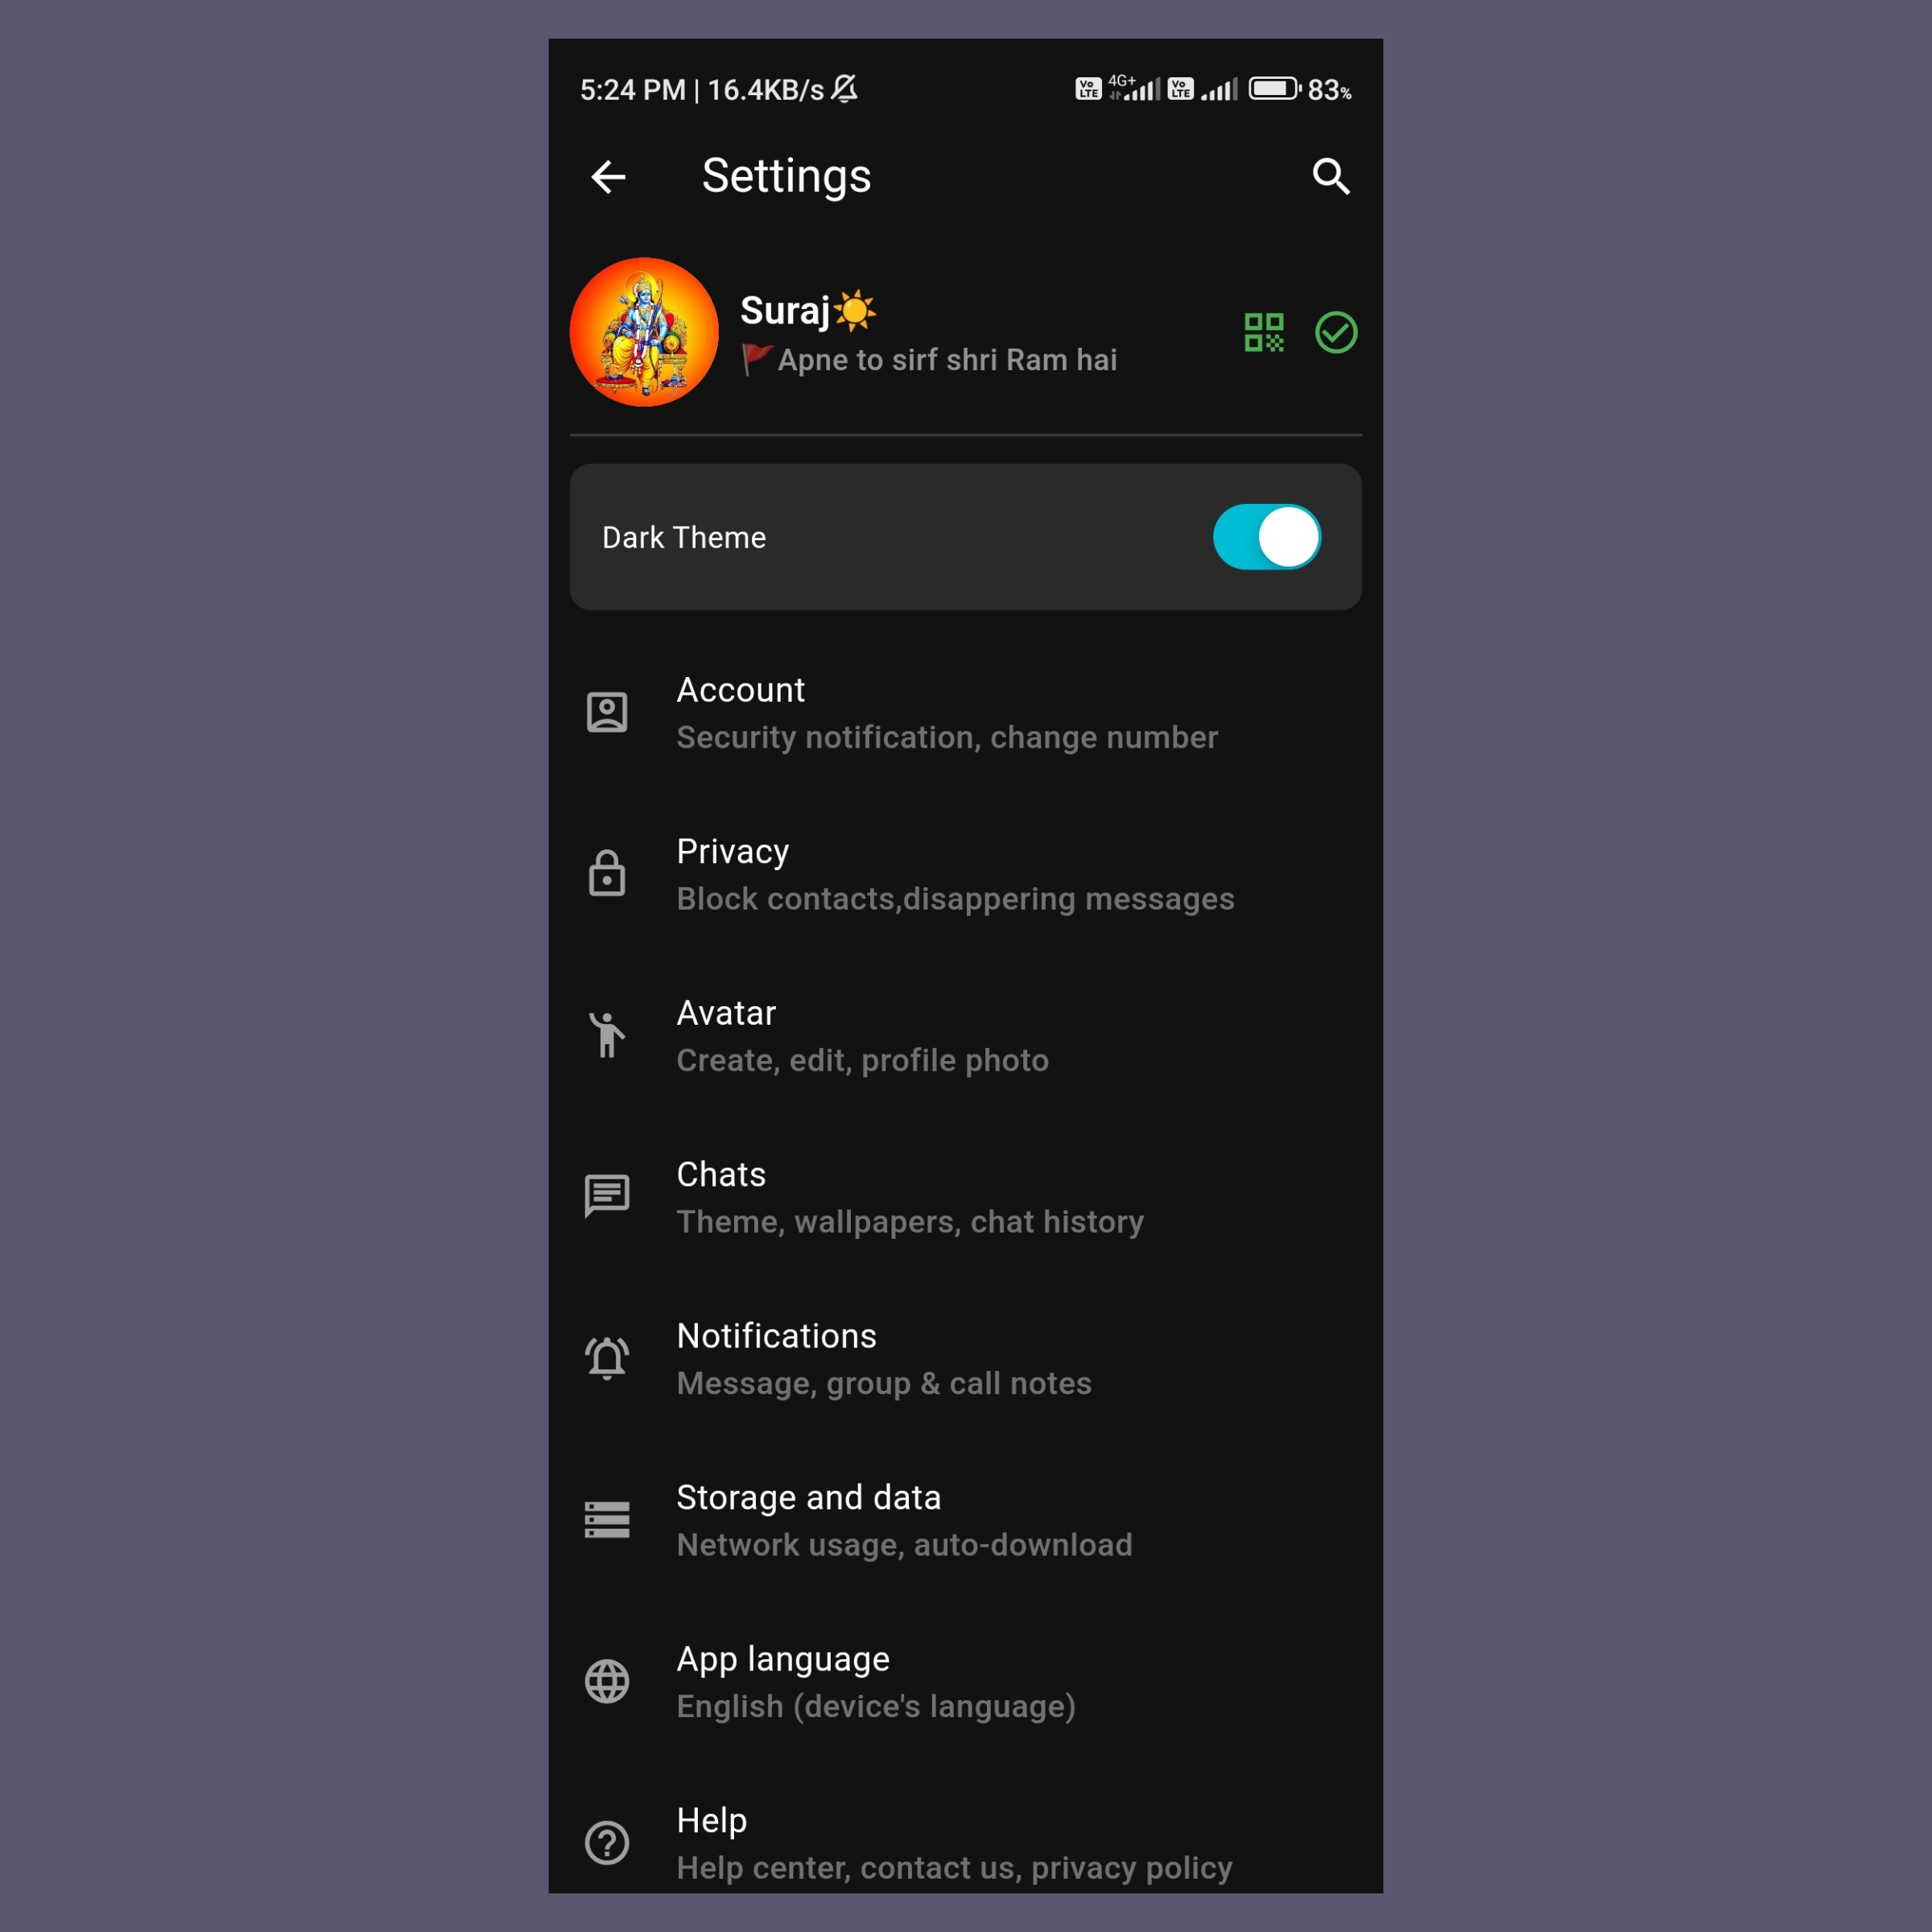 5:24 PM | 16.4KB/s Vo LTE 4G+ Vo LTE 83%
Settings
Suraj☀️
🚩Apne to sirf shri Ram hai
Dark Theme
Account
Security notification, change number
Privacy
Block contacts,disappering messages
Avatar
Create, edit, profile photo
Chats
Theme, wallpapers, chat history
Notifications
Message, group & call notes
Storage and data
Network usage, auto-download
App language
English (device's language)
Help
Help center, contact us, privacy policy